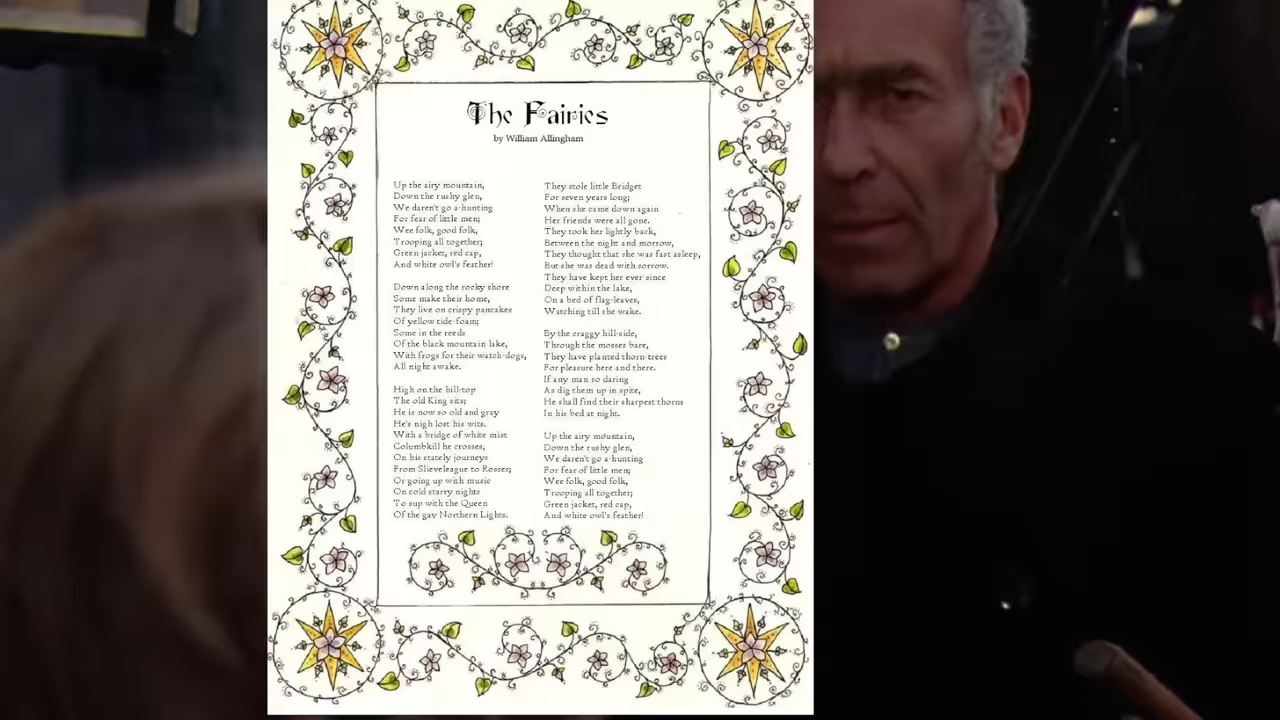 The Fairies
by William Allingham
Up the airy mountain,
Down the rushy glen,
We daren't go a-hunting
For fear of little men;
Wee folk, good folk,
Trooping all together;
Green jacket, red cap,
And white owl's feather!
Down along the rocky shore
Some make their home,
They live on crispy pancakes
Of yellow tide-foam;
Some in the reeds
Of the black mountain lake,
With frogs for their watch-dogs,
All night awake.
High on the hill-top
The old King sits;
He is now so old and gray
He's nigh lost his wits.
With a bridge of white mist
Columbkill he crosses,
On his stately journeys
From Slieveleague to Rosses;
Or going up with music
On cold starry nights
To sup with the Queen
Of the gay Northern Lights.
They stole little Bridget
For seven years long;
When she came down again
Her friends were all gone.
They took her lightly back,
Between the night and morrow,
They thought that she was fast asleep,
But she was dead with sorrow.
They have kept her ever since
Deep within the lake,
On a bed of flag-leaves,
Watching till she wake.
By the craggy hill-side,
Through the mosses bare,
They have planted thorn-trees
For pleasure here and there.
If any man so daring
As dig them up in spite,
He shall find their sharpest thorns
In his bed at night.
Up the airy mountain,
Down the rushy glen,
We daren't go a-hunting
For fear of little men;
Wee folk, good folk,
Trooping all together;
Green jacket, red cap,
And white owl's feather!